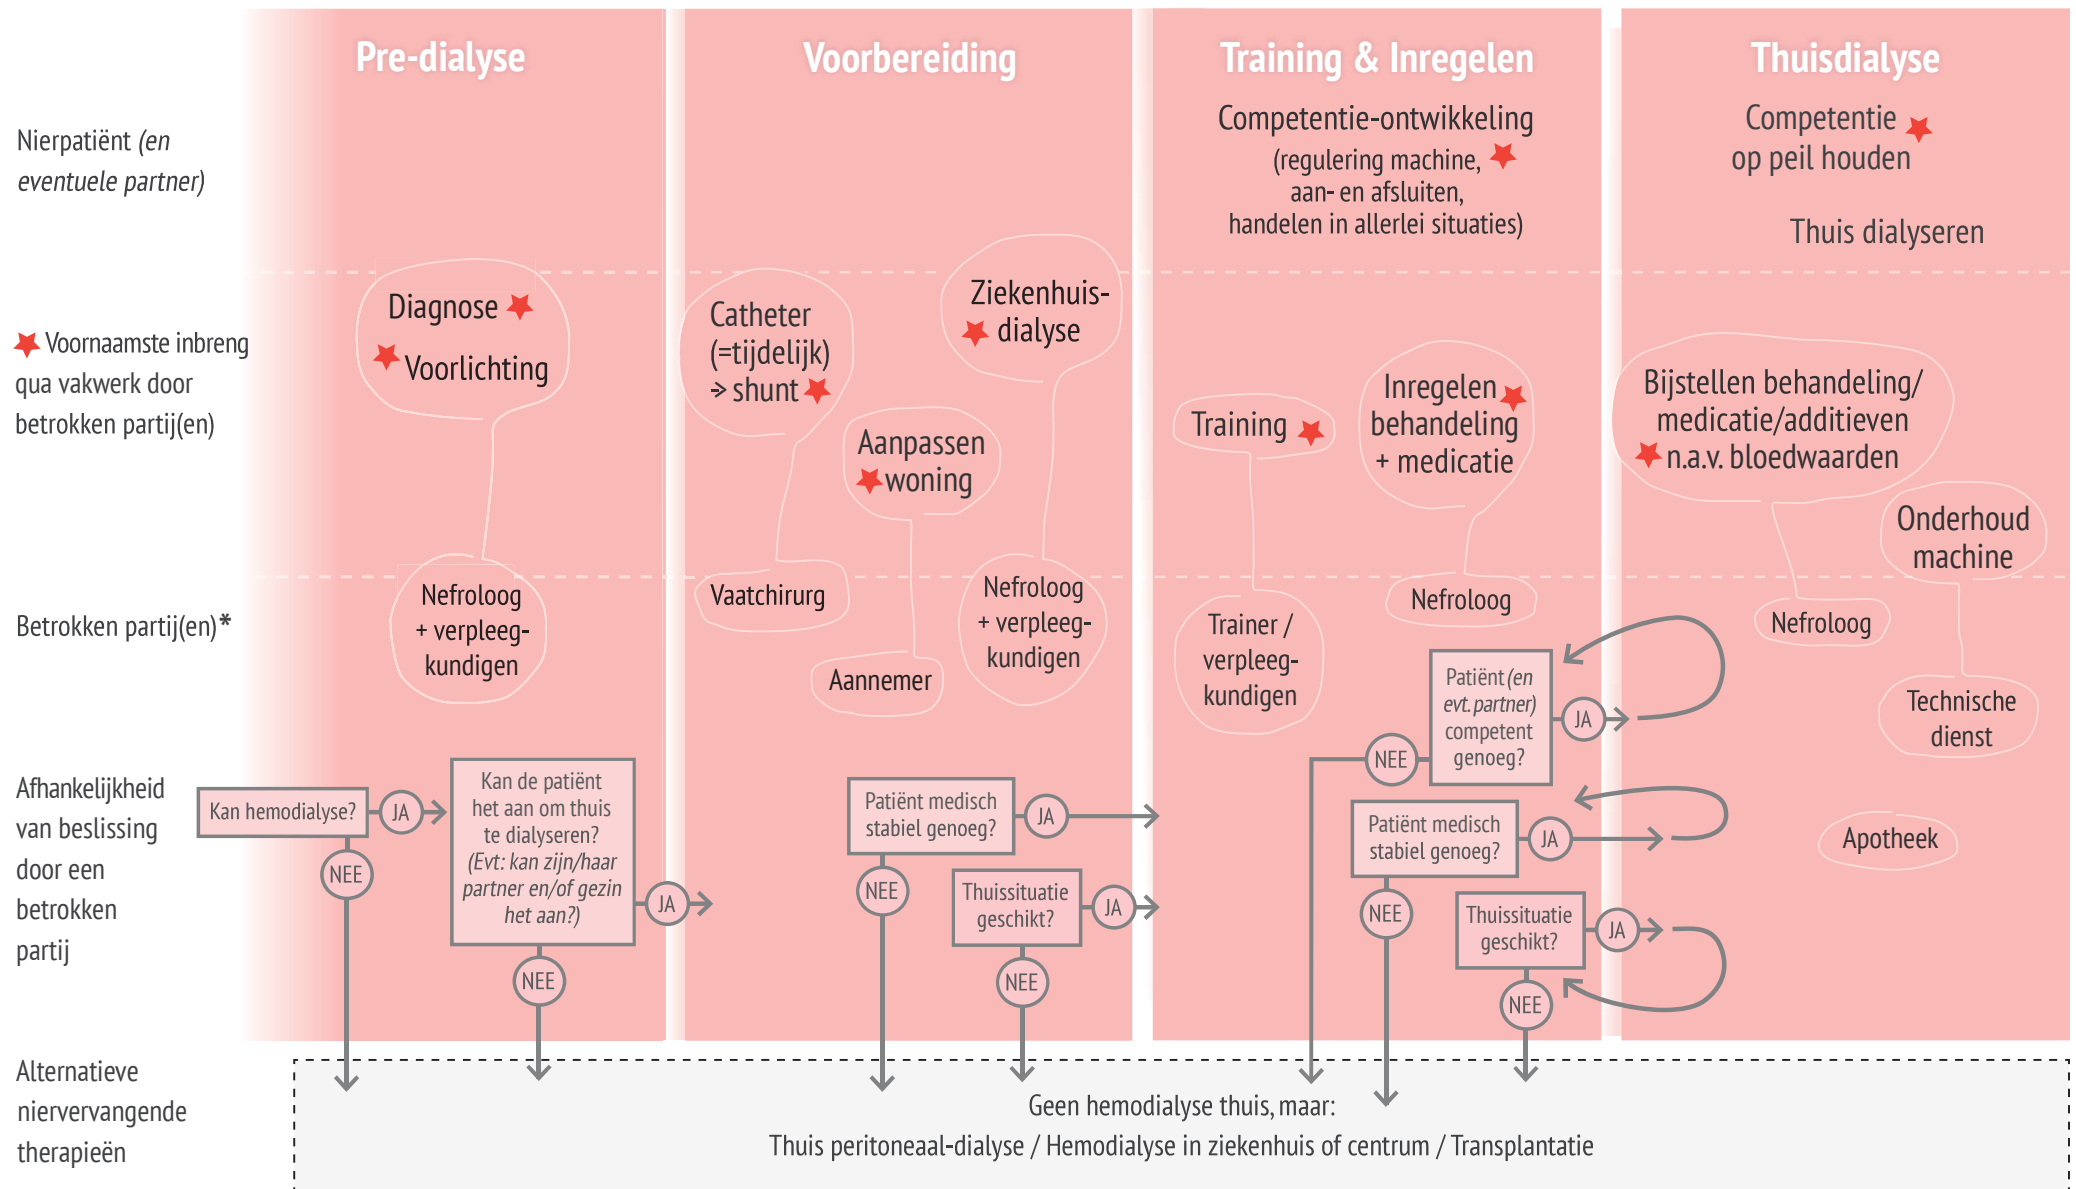 Pre-dialyse
Voorbereiding
Training & Inregelen
Thuisdialyse
Nierpatiënt (en
eventuele partner)
Competentie-ontwikkeling
(regulering machine,
aan- en afsluiten,
handelen in allerlei situaties)
Competentie
op peil houden
Thuis dialyseren
Voornaamste inbreng
qua vakwerk door
betrokken partij(en)
Diagnose
Voorlichting
Catheter
(=tijdelijk)
-> shunt
Aanpassen
woning
Ziekenhuis-
dialyse
Training
Inregelen
behandeling
+ medicatie
Bijstellen behandeling/
medicatie/additieven
n.a.v. bloedwaarden
Onderhoud
machine
Betrokken partij(en)*
Nefroloog
+ verpleeg-
kundigen
Vaatchirurg
Aannemer
Nefroloog
+ verpleeg-
kundigen
Trainer /
verpleeg-
kundigen
Nefroloog
Nefroloog
Technische
dienst
Apotheek
Afhankelijkheid
van beslissing
door een
betrokken
partij
Kan hemodialyse?
JA
NEE
Kan de patiënt
het aan om thuis
te dialyseren?
(Evt: kan zijn/haar
partner en/of gezin
het aan?)
JA
NEE
Patiënt medisch
stabiel genoeg?
JA
NEE
Thuissituatie
geschikt?
JA
NEE
Patiënt (en
evt. partner)
competent
genoeg?
JA
NEE
Patiënt medisch
stabiel genoeg?
JA
NEE
Thuissituatie
geschikt?
JA
NEE
Alternatieve
niervervangende
therapieën
Geen hemodialyse thuis, maar:
Thuis peritoneaal-dialyse / Hemodialyse in ziekenhuis of centrum / Transplantatie